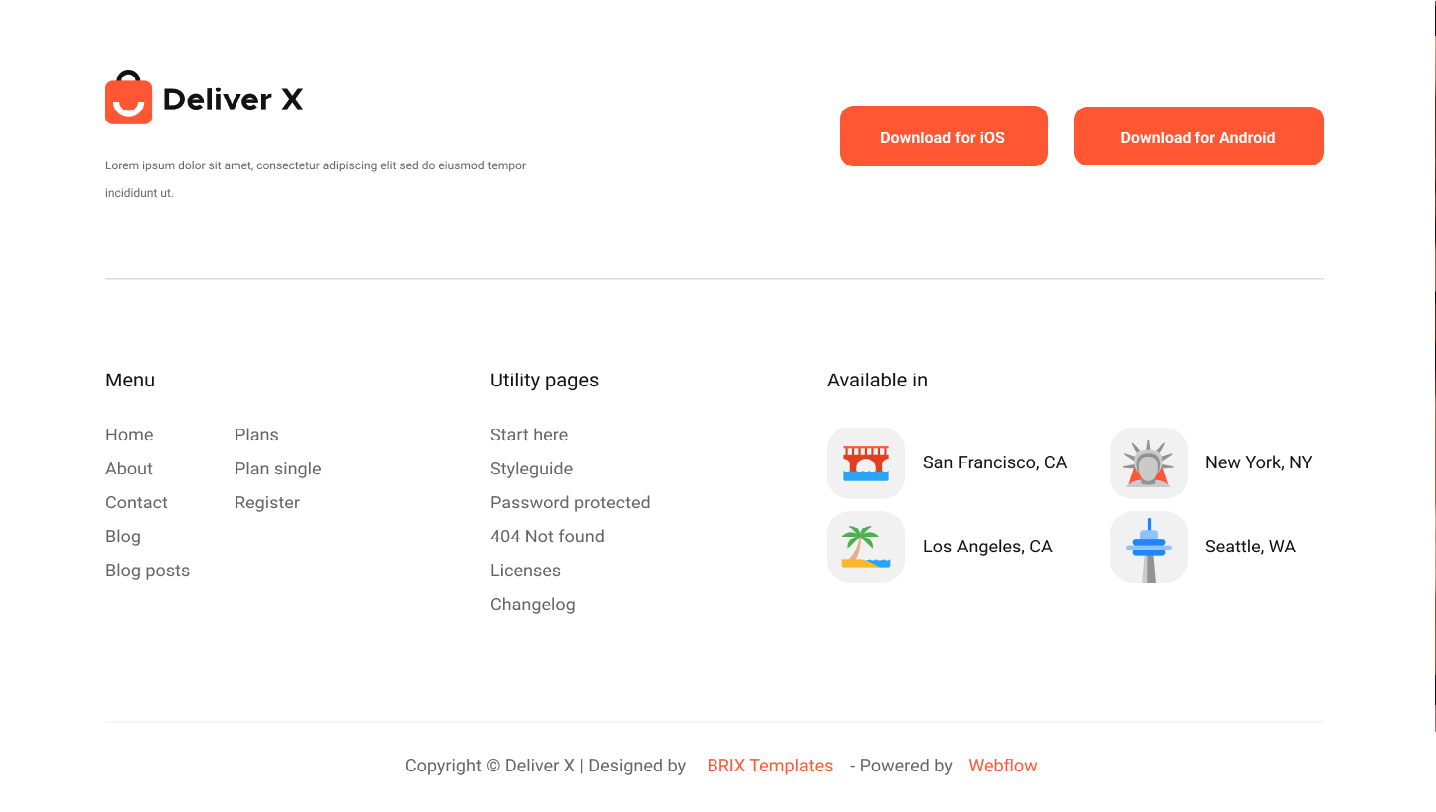 Deliver X
Lorem ipsum dolor sit amet, consectetur adipiscing elit sed do eiusmod tempor
incididunt ut.
Download for iOS
Download for Android
Menu
Home
About
Contact
Blog
Blog posts
Plans
Plan single
Register
Utility pages
Start here
Styleguide
Password protected
404 Not found
Licenses
Changelog
Available in
San Francisco, CA
New York, NY
Los Angeles, CA
Seattle, WA
Copyright © Deliver X | Designed by BRIX Templates - Powered by Webflow